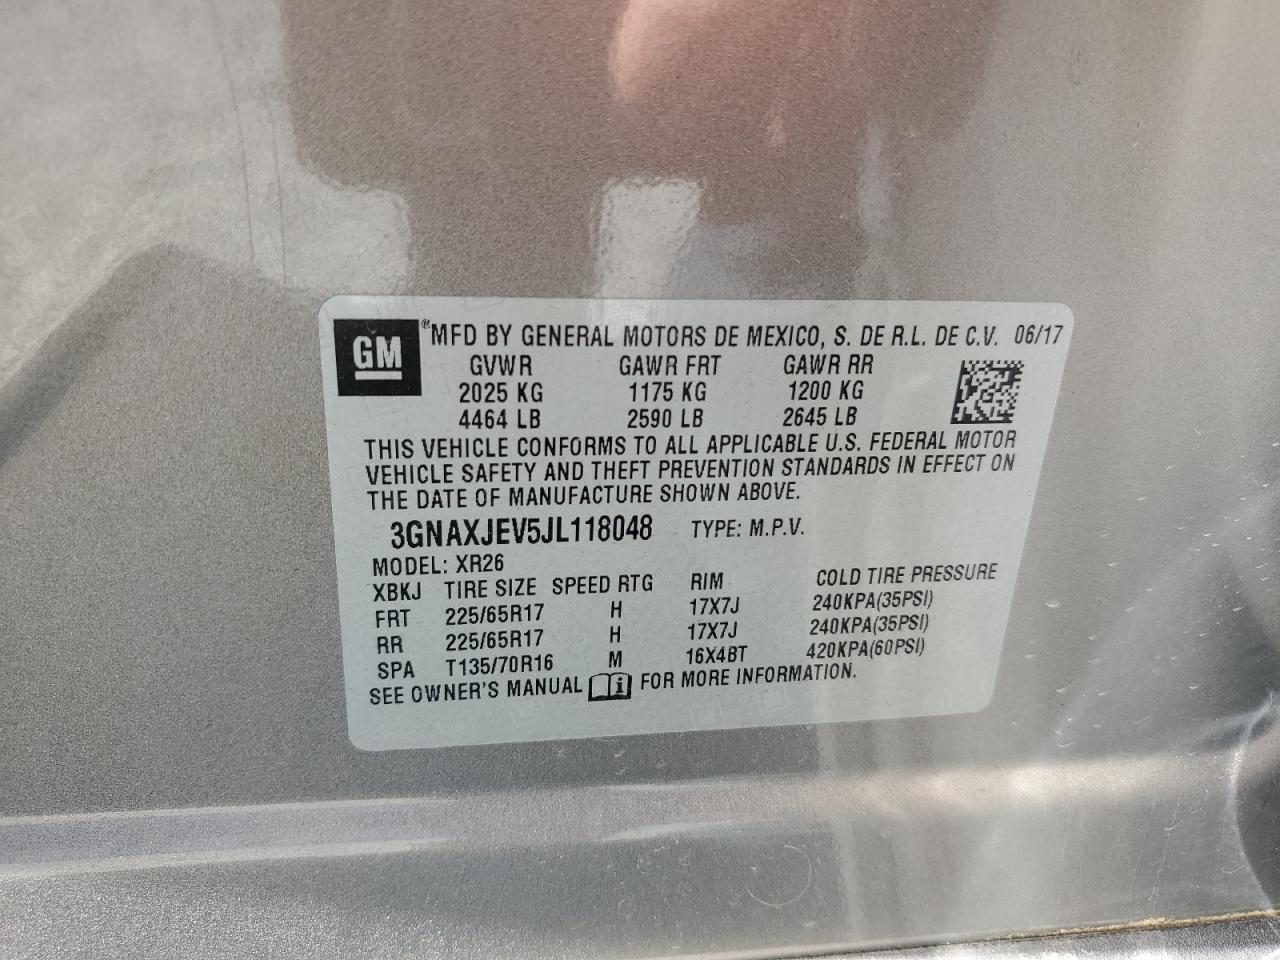 GM ® MFD BY GENERAL MOTORS DE MEXICO, S. DE R.L. DE C.V. 06/17
GVWR GAWR FRT GAWR RR
2025 KG 1175 KG 1200 KG
4464 LB 2590 LB 2645 LB
THIS VEHICLE CONFORMS TO ALL APPLICABLE U.S. FEDERAL MOTOR
VEHICLE SAFETY AND THEFT PREVENTION STANDARDS IN EFFECT ON
THE DATE OF MANUFACTURE SHOWN ABOVE.
3GNAXJEV5JL118048 TYPE: M.P.V.
MODEL: XR26
XBKJ TIRE SIZE SPEED RTG RIM COLD TIRE PRESSURE
FRT 225/65R17 H 17X7J 240KPA(35PSI)
RR 225/65R17 H 17X7J 240KPA(35PSI)
SPA T135/70R16 M 16X4BT 420KPA(60PSI)
SEE OWNER'S MANUAL i FOR MORE INFORMATION.